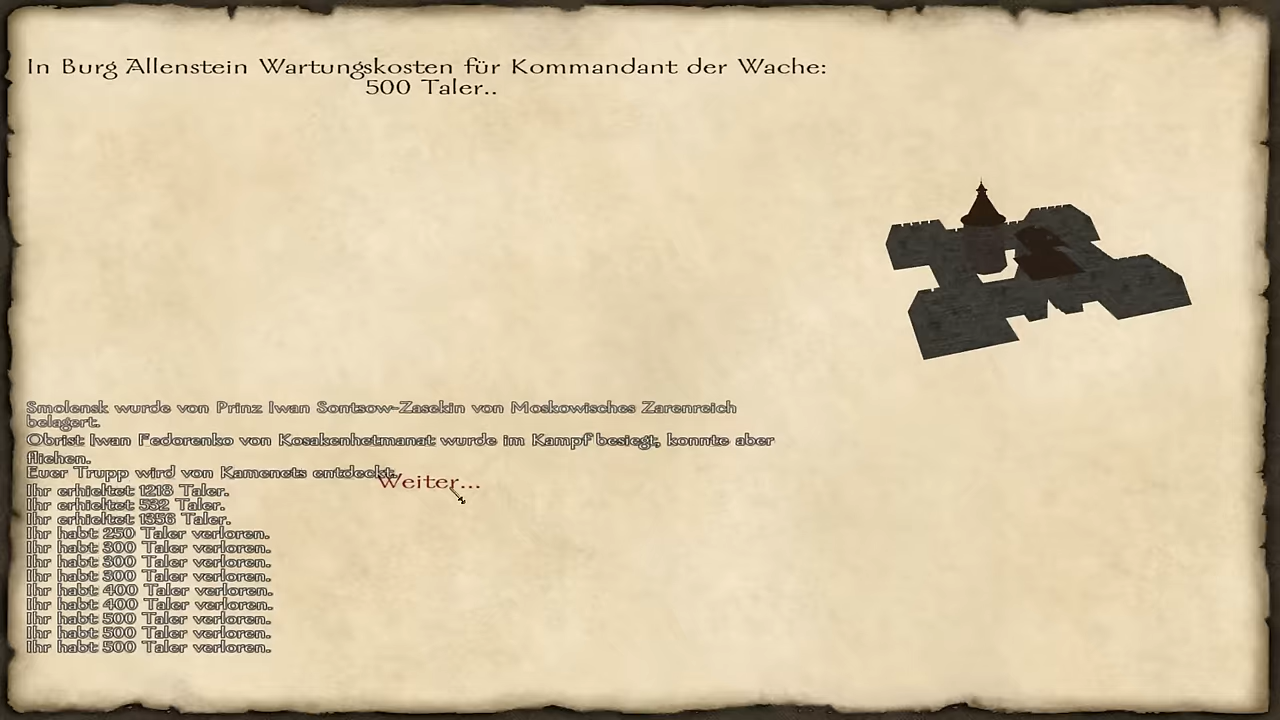 In Burg Allenstein Wartungskosten für Kommandant der Wache:
500 Taler..
Smolensk wurde von Prinz Iwan Sontsow-Zasekin von Moskowisches Zarenreich
belagert.
Obrist Iwan Fedorenko von Kosakenhetmanat wurde im Kampf besiegt, konnte aber
fliehen.
Euer Trupp wird von Kamenets entdeckt.
Weiter...
Ihr erhieltet 1218 Taler.
Ihr erhieltet 532 Taler.
Ihr erhieltet 1356 Taler.
Ihr habt 250 Taler verloren.
Ihr habt 300 Taler verloren.
Ihr habt 300 Taler verloren.
Ihr habt 300 Taler verloren.
Ihr habt 400 Taler verloren.
Ihr habt 400 Taler verloren.
Ihr habt 500 Taler verloren.
Ihr habt 500 Taler verloren.
Ihr habt 500 Taler verloren.